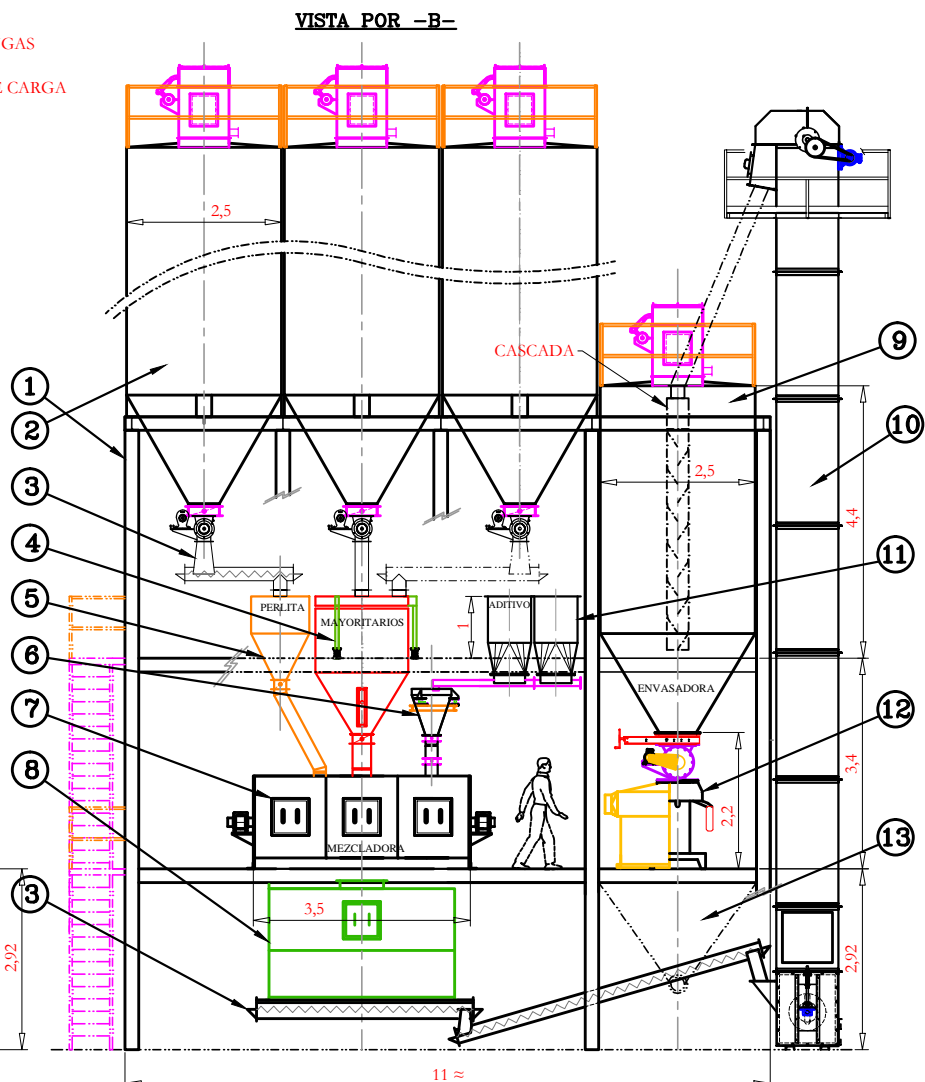 VISTA POR -B-
GAS
E CARGA
2,5
CASCADA
9
1
2
10
3
2,5
4,4
4
11
5
PERLITA
MAYORITARIOS
ADITIVO
1
6
ENVASADORA
7
12
3,4
2,2
8
MEZCLADORA
13
3
3,5
2,92
2,92
11 ≈